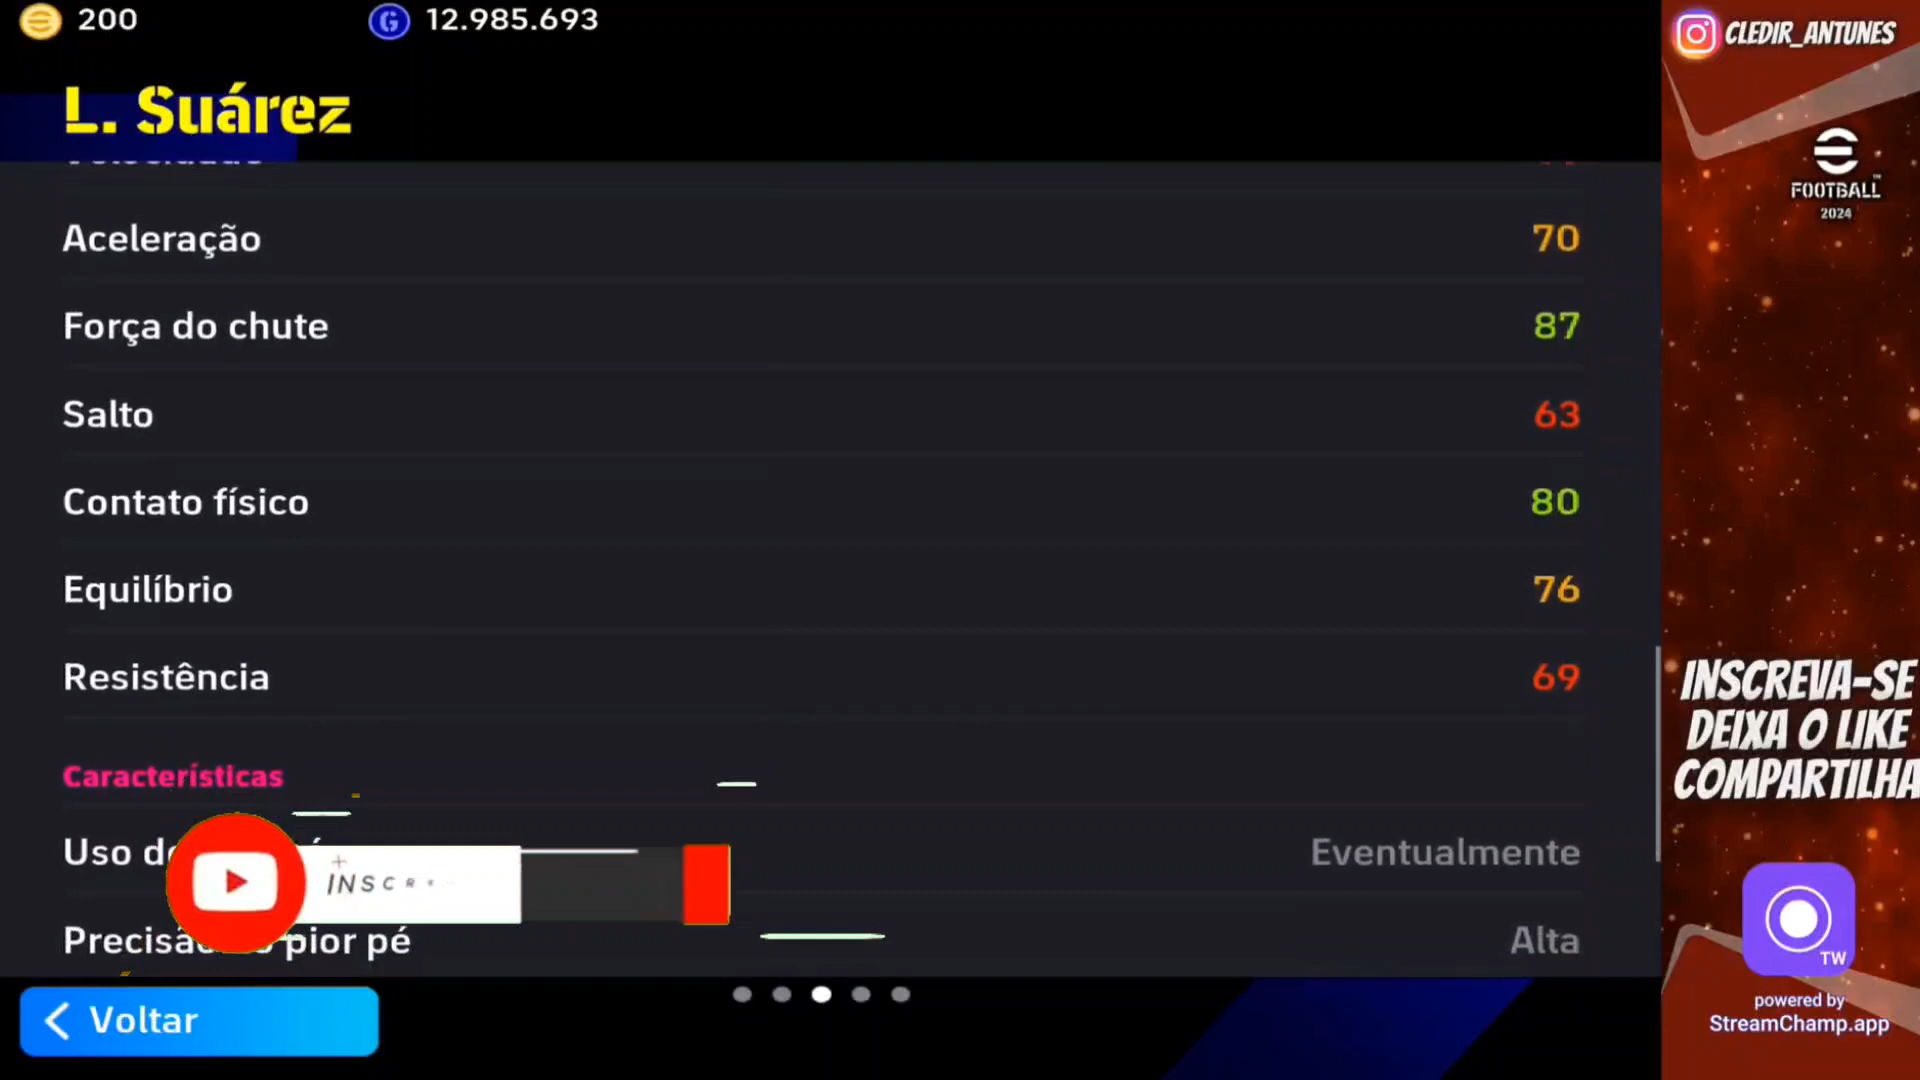 200
12.985.693
L. Suárez
Aceleração 70
Força do chute 87
Salto 63
Contato físico 80
Equilíbrio 76
Resistência 69
Características
Uso Eventualmente
pior pé Alta
INSCR
Voltar
CLEDIR_ANTUNES
FOOTBALL™
2024
INSCREVA-SE
DEIXA O LIKE
COMPARTILHA
TW
powered by
StreamChamp.app